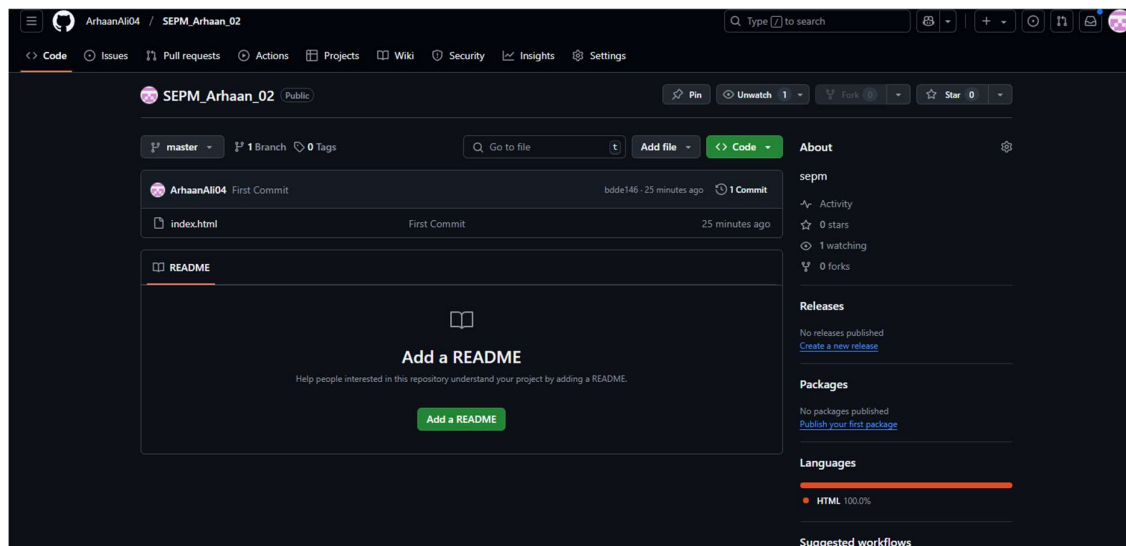 ArhaanAli04 / SEPM_Arhaan_02
Type / to search
Code Issues Pull requests Actions Projects Wiki Security Insights Settings
SEPM_Arhaan_02 Public
Pin Unwatch 1 Fork 0 Star 0
master 1 Branch 0 Tags Go to file t Add file Code
ArhaanAli04 First Commit bdde146 · 25 minutes ago 1 Commit
index.html First Commit 25 minutes ago
README
Add a README
Help people interested in this repository understand your project by adding a README.
Add a README
About
sepm
Activity
0 stars
1 watching
0 forks
Releases
No releases published
Create a new release
Packages
No packages published
Publish your first package
Languages
HTML 100.0%
Suggested workflows